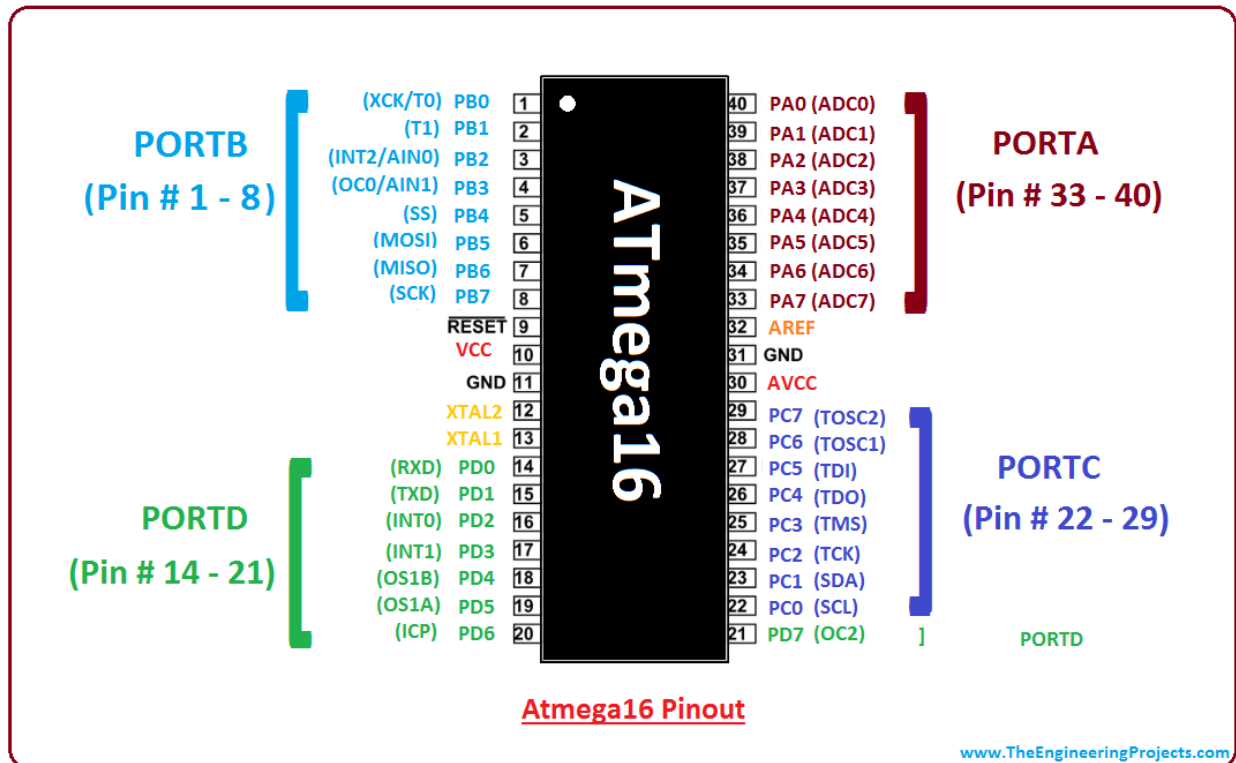 PORTB
(Pin # 1 - 8)
(XCK/T0) PB0 1
(T1) PB1 2
(INT2/AIN0) PB2 3
(OC0/AIN1) PB3 4
(SS) PB4 5
(MOSI) PB5 6
(MISO) PB6 7
(SCK) PB7 8
RESET 9
VCC 10
GND 11
XTAL2 12
XTAL1 13
PORTD
(Pin # 14 - 21)
(RXD) PD0 14
(TXD) PD1 15
(INT0) PD2 16
(INT1) PD3 17
(OS1B) PD4 18
(OS1A) PD5 19
(ICP) PD6 20
ATmega16
40 PA0 (ADC0)
39 PA1 (ADC1)
38 PA2 (ADC2)
37 PA3 (ADC3)
36 PA4 (ADC4)
35 PA5 (ADC5)
34 PA6 (ADC6)
33 PA7 (ADC7)
PORTA
(Pin # 33 - 40)
32 AREF
31 GND
30 AVCC
29 PC7 (TOSC2)
28 PC6 (TOSC1)
27 PC5 (TDI)
26 PC4 (TDO)
25 PC3 (TMS)
24 PC2 (TCK)
23 PC1 (SDA)
22 PC0 (SCL)
PORTC
(Pin # 22 - 29)
21 PD7 (OC2) ] PORTD
Atmega16 Pinout
www.TheEngineeringProjects.com